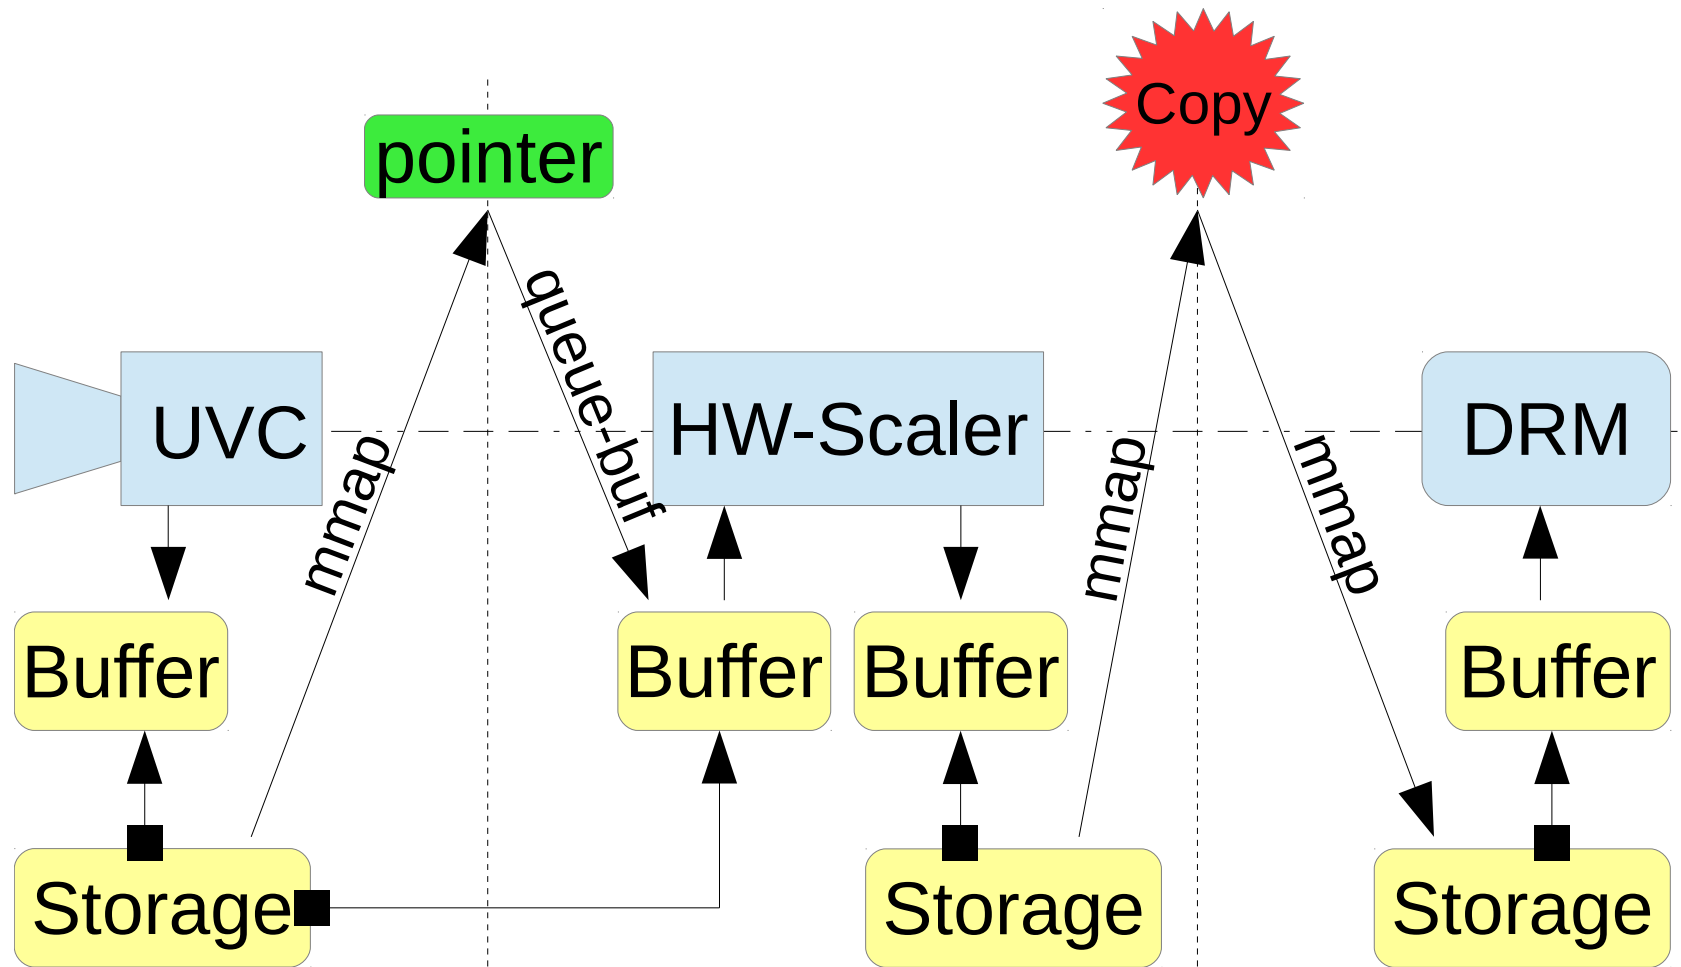 Copy
pointer
queue-buf
UVC
HW-Scaler
DRM
mmap
mmap
mmap
Buffer
Buffer
Buffer
Buffer
Storage
Storage
Storage